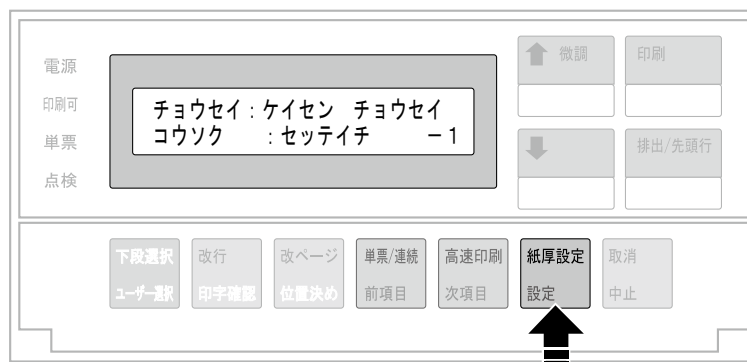 電源
印刷可
単票
点検
チョウセイ：ケイセン チョウセイ
コウソク ：セッテイチ －1
微調
印刷
排出/先頭行
下段選択
ユーザー選択
改行
印字確認
改ページ
位置決め
単票/連続
前項目
高速印刷
次項目
紙厚設定
設定
取消
中止